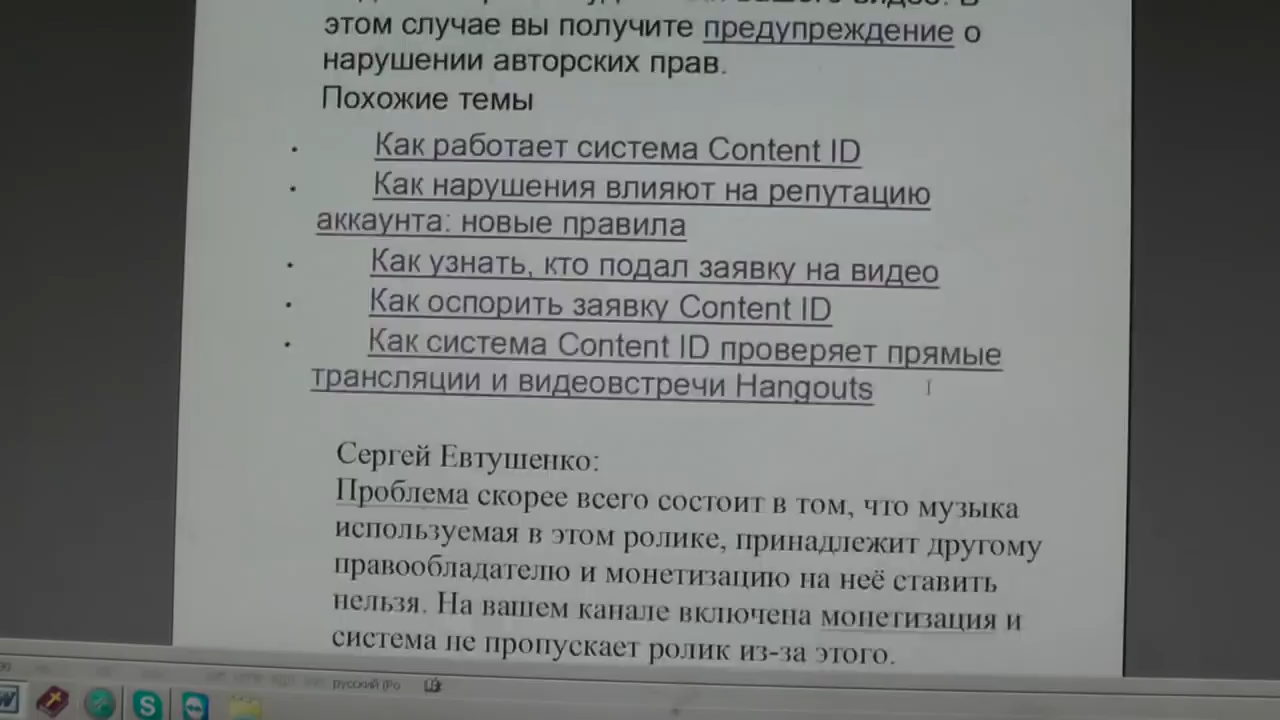 этом случае вы получите предупреждение о
нарушении авторских прав.
Похожие темы
Как работает система Content ID
Как нарушения влияют на репутацию
аккаунта: новые правила
Как узнать, кто подал заявку на видео
Как оспорить заявку Content ID
Как система Content ID проверяет прямые
трансляции и видеовстречи Hangouts
Сергей Евтушенко:
Проблема скорее всего состоит в том, что музыка
используемая в этом ролике, принадлежит другому
правообладателю и монетизацию на неё ставить
нельзя. На вашем канале включена монетизация и
система не пропускает ролик из-за этого.
русский (Ро